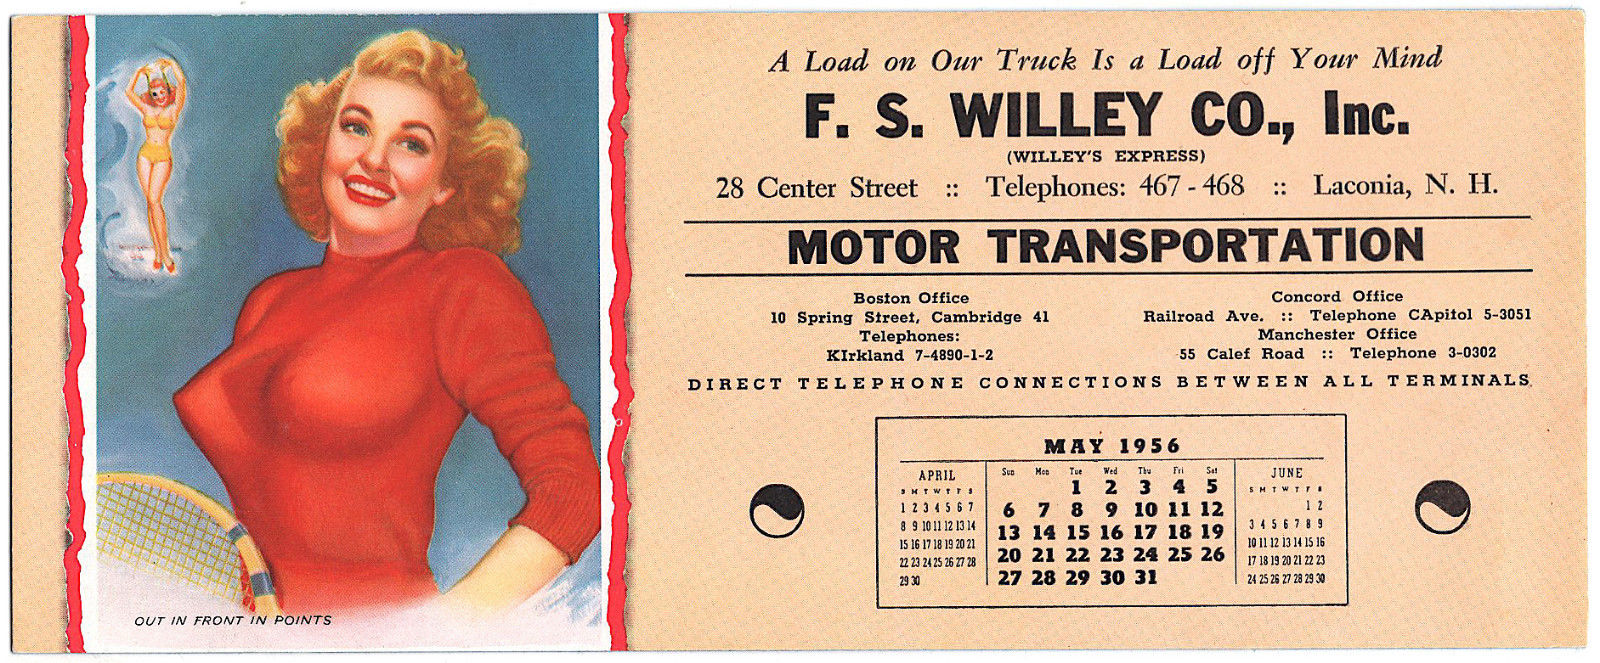 A Load on Our Truck Is a Load off Your Mind
F. S. WILLEY CO., Inc.
(WILLEY'S EXPRESS)
28 Center Street :: Telephones: 467 - 468 :: Laconia, N. H.
MOTOR TRANSPORTATION
Boston Office
10 Spring Street, Cambridge 41
Telephones:
KIrkland 7-4890-1-2
Concord Office
Railroad Ave. :: Telephone CApitol 5-3051
Manchester Office
55 Calef Road :: Telephone 3-0302
DIRECT TELEPHONE CONNECTIONS BETWEEN ALL TERMINALS
MAY 1956
APRIL
S M T W T F S
1 2 3 4 5 6 7
8 9 10 11 12 13 14
15 16 17 18 19 20 21
22 23 24 25 26 27 28
29 30
Sun Mon Tue Wed Thu Fri Sat
1 2 3 4 5
6 7 8 9 10 11 12
13 14 15 16 17 18 19
20 21 22 23 24 25 26
27 28 29 30 31
JUNE
S M T W T F S
1 2
3 4 5 6 7 8 9
10 11 12 13 14 15 16
17 18 19 20 21 22 23
24 25 26 27 28 29 30
OUT IN FRONT IN POINTS